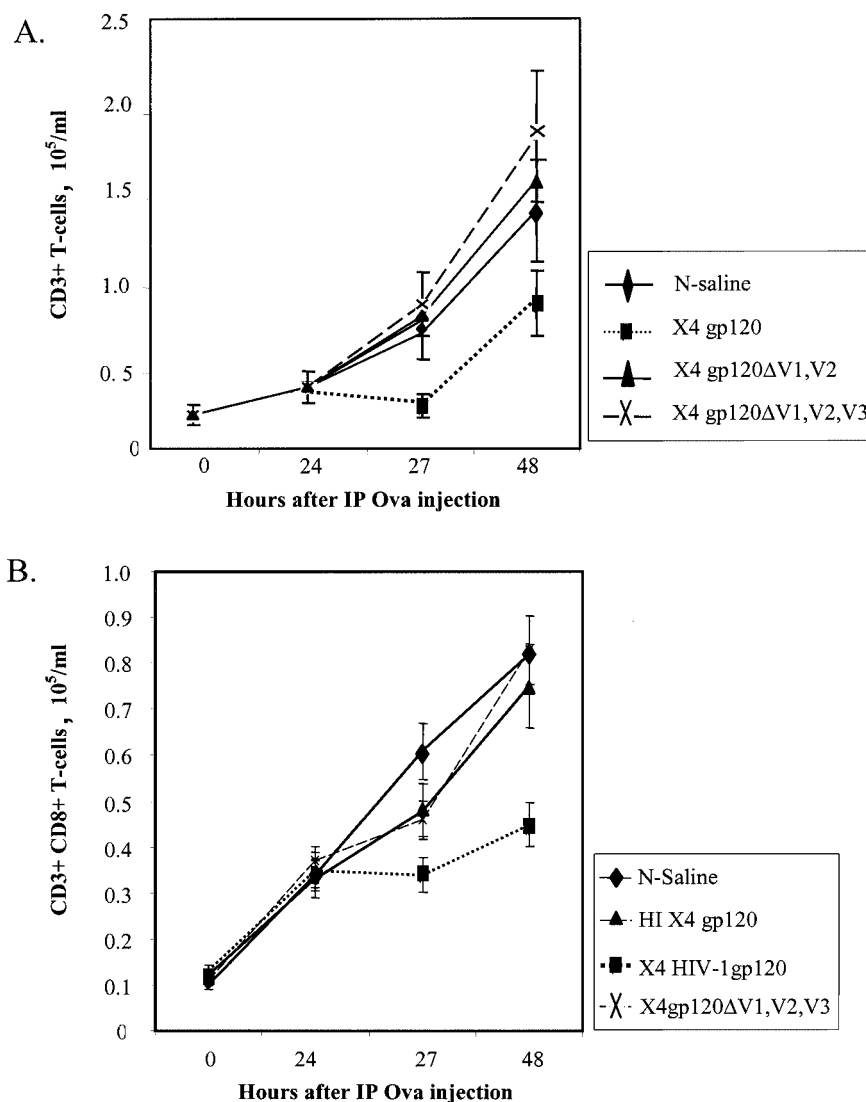 A.
2.5
2.0
1.5
1.0
0.5
0
CD3+ T-cells, 10⁵/ml
0 24 27 48
Hours after IP Ova injection
N-saline
X4 gp120
X4 gp120ΔV1,V2
X4 gp120ΔV1,V2,V3
B.
1.0
0.9
0.8
0.7
0.6
0.5
0.4
0.3
0.2
0.1
0
CD3+ CD8+ T-cells, 10⁵/ml
0 24 27 48
Hours after IP Ova injection
N-Saline
HI X4 gp120
X4 HIV-1gp120
X4gp120ΔV1,V2,V3